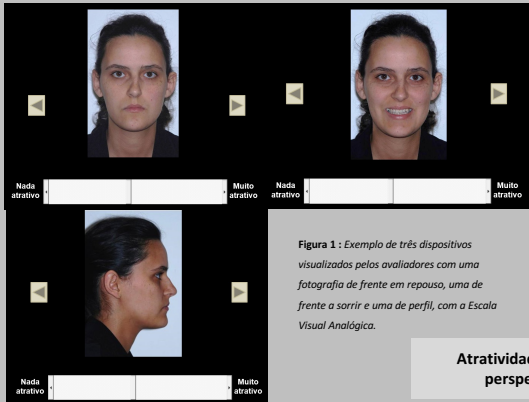 Nada
atrativo
Muito
atrativo
Nada
atrativo
Muito
atrativo
Nada
atrativo
Muito
atrativo
Figura 1 : Exemplo de três dispositivos
visualizados pelos avaliadores com uma
fotografia de frente em repouso, uma de
frente a sorrir e uma de perfil, com a Escala
Visual Analógica.